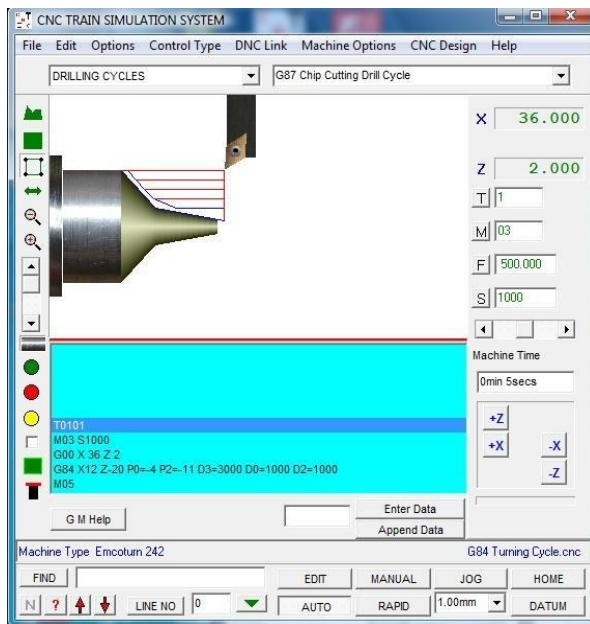 CNC TRAIN SIMULATION SYSTEM
File Edit Options Control Type DNC Link Machine Options CNC Design Help
DRILLING CYCLES G87 Chip Cutting Drill Cycle
X 36.000
Z 2.000
T 1
M 03
F 500.000
S 1000
Machine Time
0min 5secs
+Z
+X -X
-Z
T0101
M03 S1000
G00 X 36 Z 2
G84 X12 Z-20 P0=-4 P2=-11 D3=3000 D0=1000 D2=1000
M05
G M Help
Enter Data
Append Data
Machine Type Emcoturn 242 G84 Turning Cycle.cnc
FIND EDIT MANUAL JOG HOME
N ? LINE NO 0 AUTO RAPID 1.00mm DATUM